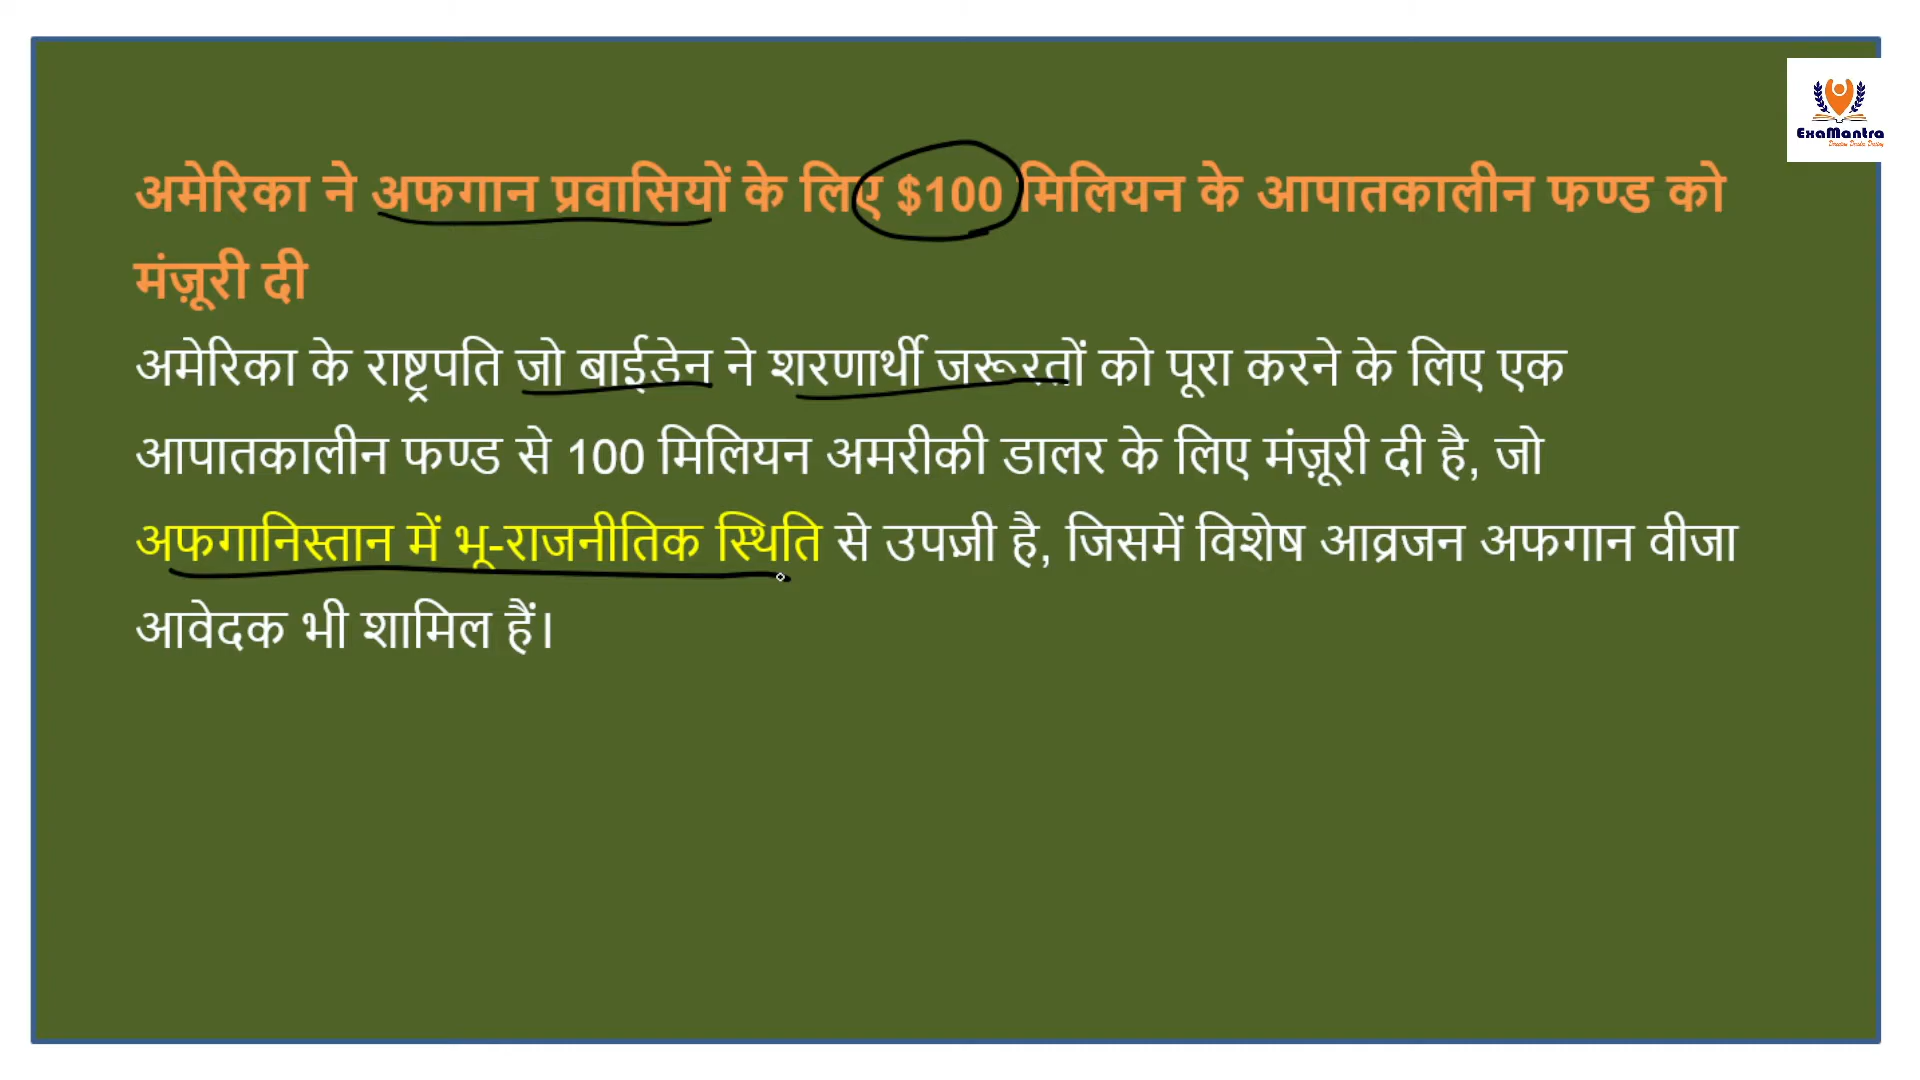 अमेरिका ने अफगान प्रवासियों के लिए $100 मिलियन के आपातकालीन फण्ड को
मंज़ूरी दी
अमेरिका के राष्ट्रपति जो बाईडेन ने शरणार्थी जरूरतों को पूरा करने के लिए एक
आपातकालीन फण्ड से 100 मिलियन अमरीकी डालर के लिए मंज़ूरी दी है, जो
अफगानिस्तान में भू-राजनीतिक स्थिति से उपज़ी है, जिसमें विशेष आव्रजन अफगान वीजा
आवेदक भी शामिल हैं।
ExaMantra